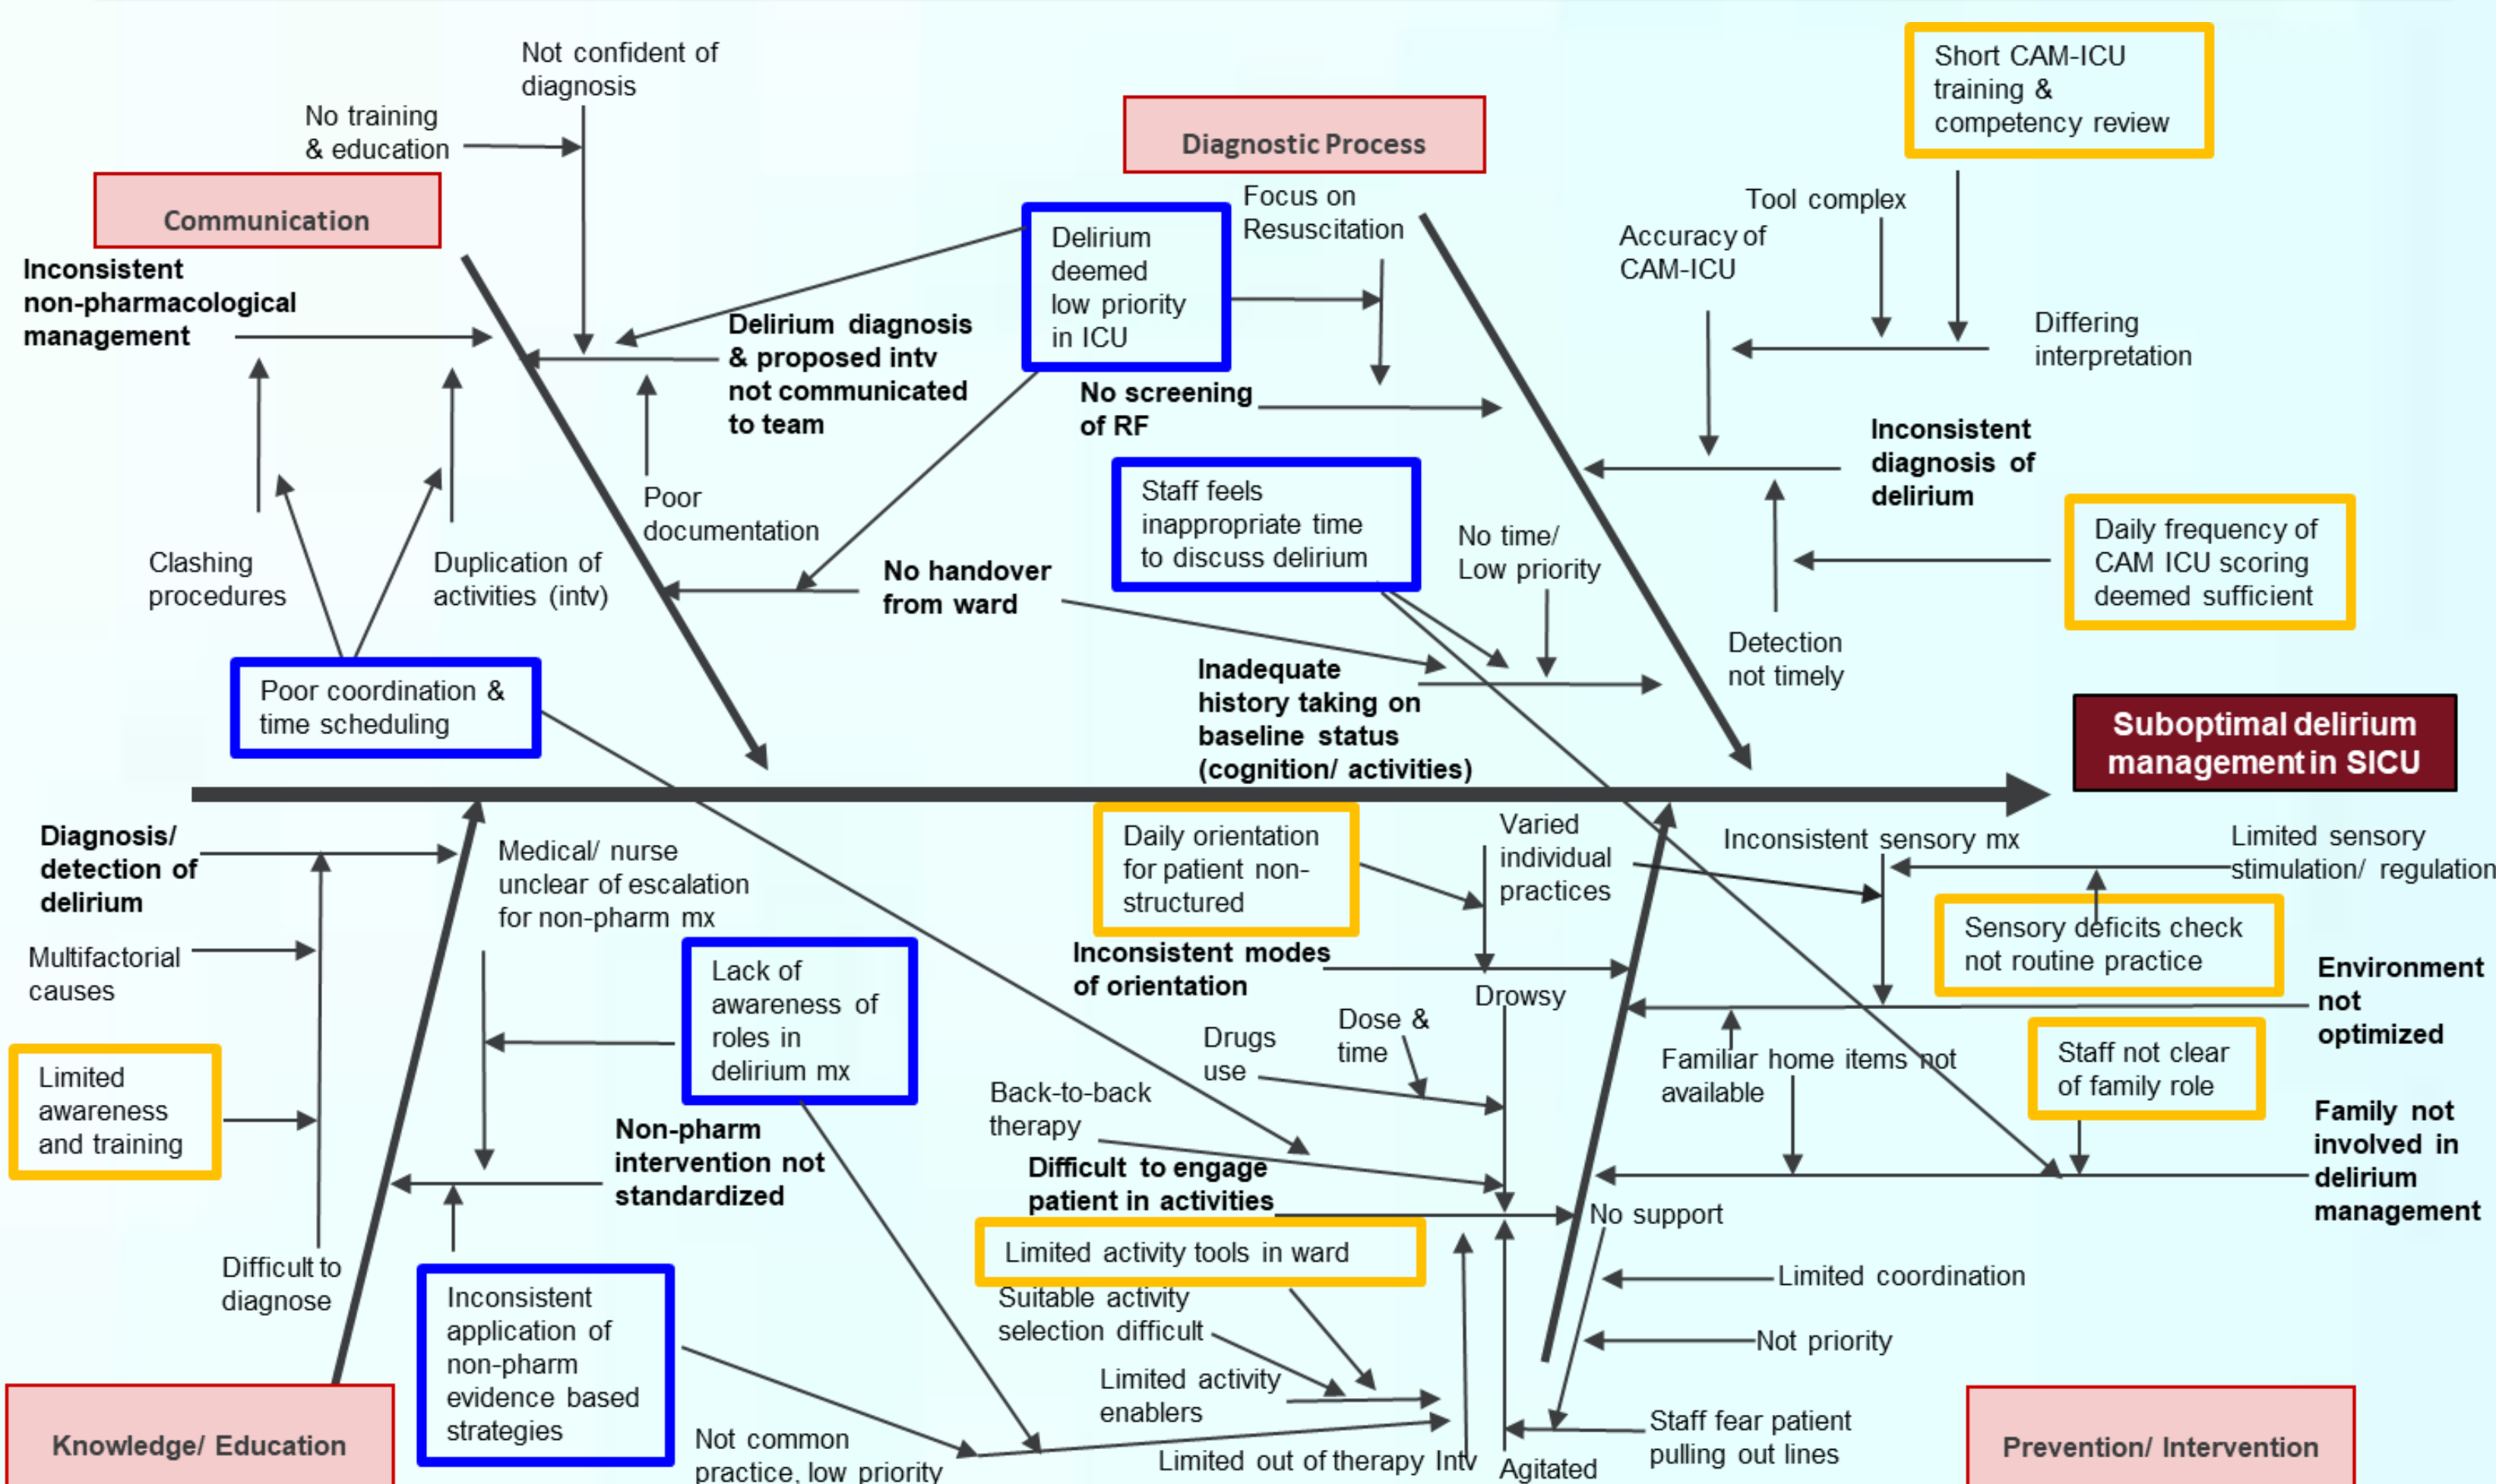 Not confident of
diagnosis
No training
& education
Communication
Inconsistent
non-pharmacological
management
Delirium diagnosis
& proposed intv
not communicated
to team
Poor
documentation
Clashing
procedures
Duplication of
activities (intv)
No handover
from ward
Poor coordination &
time scheduling
Diagnostic Process
Delirium
deemed
low priority
in ICU
Focus on
Resuscitation
No screening
of RF
Staff feels
inappropriate time
to discuss delirium
No time/
Low priority
Inadequate
history taking on
baseline status
(cognition/ activities)
Short CAM-ICU
training &
competency review
Tool complex
Accuracy of
CAM-ICU
Differing
interpretation
Inconsistent
diagnosis of
delirium
Daily frequency of
CAM ICU scoring
deemed sufficient
Detection
not timely
Suboptimal delirium
management in SICU
Diagnosis/
detection of
delirium
Multifactorial
causes
Limited
awareness
and training
Difficult to
diagnose
Medical/ nurse
unclear of escalation
for non-pharm mx
Lack of
awareness of
roles in
delirium mx
Non-pharm
intervention not
standardized
Inconsistent
application of
non-pharm
evidence based
strategies
Knowledge/ Education
Not common
practice, low priority
Daily orientation
for patient non-
structured
Varied
individual
practices
Inconsistent modes
of orientation
Drowsy
Dose &
time
Drugs
use
Back-to-back
therapy
Difficult to engage
patient in activities
Limited activity tools in ward
Suitable activity
selection difficult
Limited activity
enablers
Limited out of therapy Intv
Agitated
Inconsistent sensory mx
Limited sensory
stimulation/ regulation
Sensory deficits check
not routine practice
Environment
not
optimized
Familiar home items not
available
Staff not clear
of family role
Family not
involved in
delirium
management
No support
Limited coordination
Not priority
Staff fear patient
pulling out lines
Prevention/ Intervention